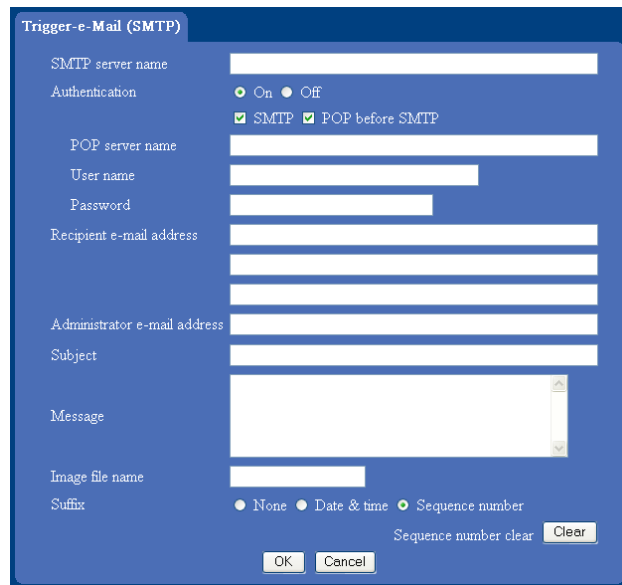 Trigger-e-Mail (SMTP)
SMTP server name
Authentication On Off
SMTP POP before SMTP
POP server name
User name
Password
Recipient e-mail address
Administrator e-mail address
Subject
Message
Image file name
Suffix None Date & time Sequence number
Sequence number clear Clear
OK Cancel